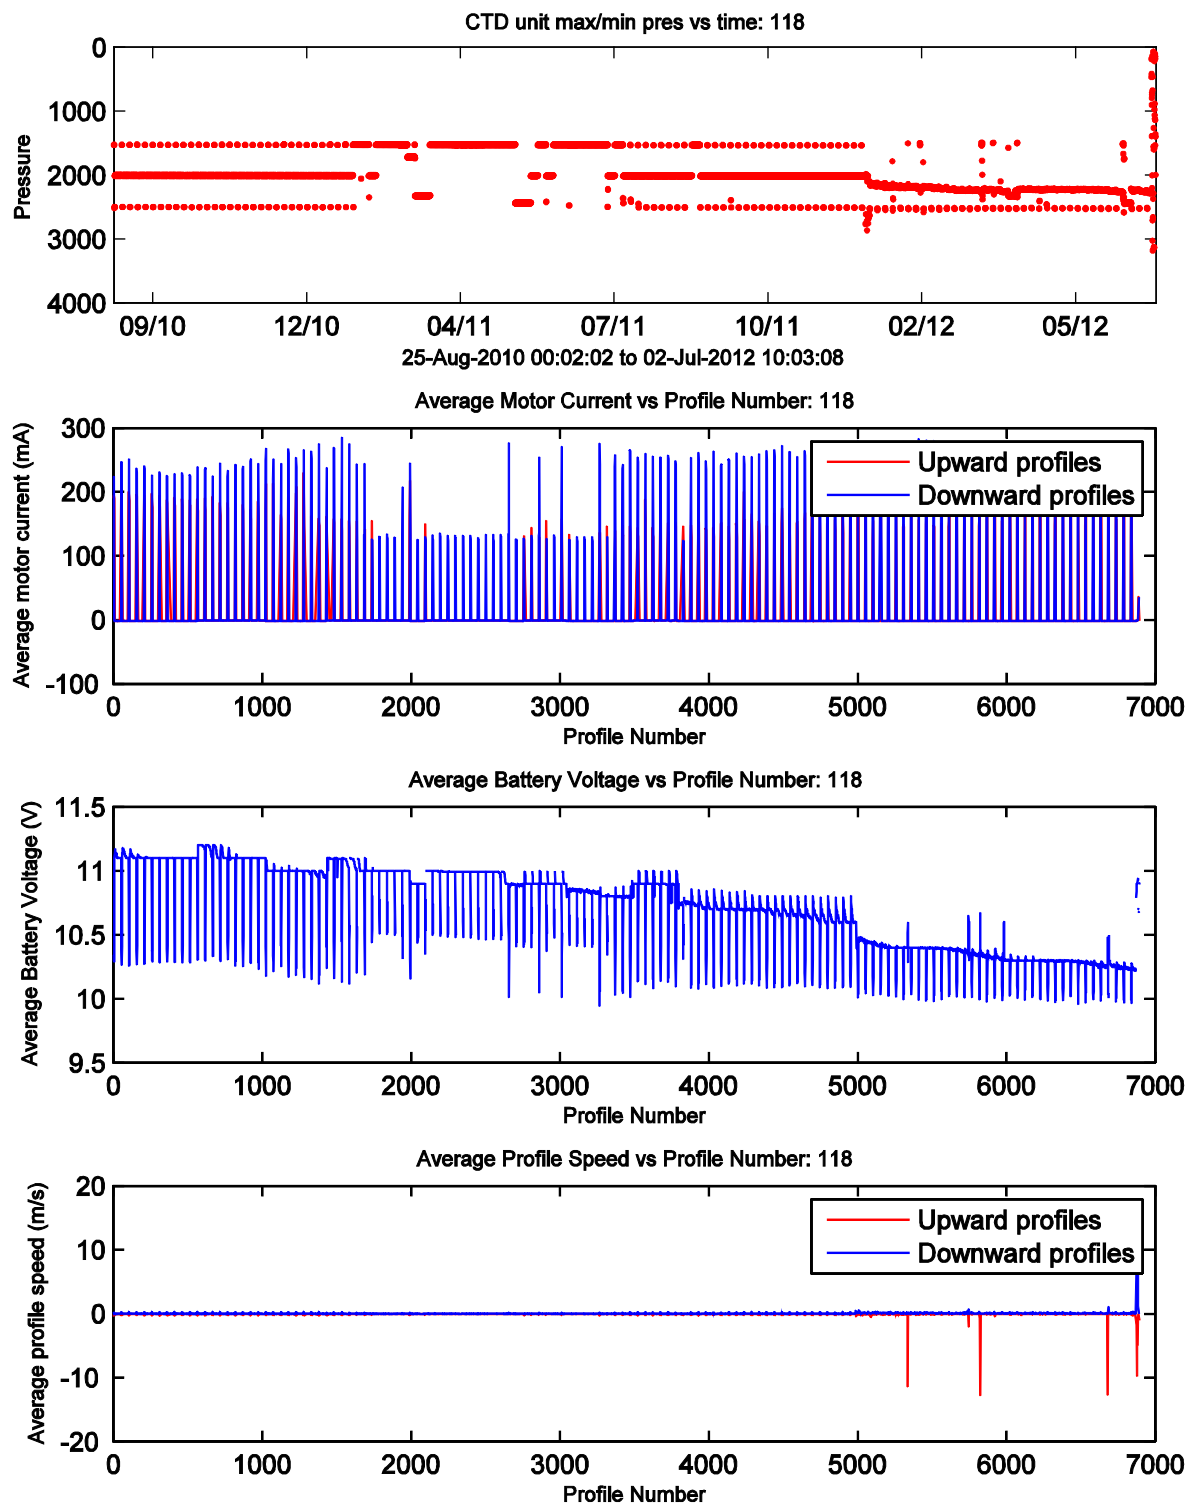 CTD unit max/min pres vs time: 118
Pressure
0
1000
2000
3000
4000
09/10 12/10 04/11 07/11 10/11 02/12 05/12
25-Aug-2010 00:02:02 to 02-Jul-2012 10:03:08
Average Motor Current vs Profile Number: 118
Average motor current (mA)
300
200
100
0
-100
Upward profiles
Downward profiles
0 1000 2000 3000 4000 5000 6000 7000
Profile Number
Average Battery Voltage vs Profile Number: 118
Average Battery Voltage (V)
11.5
11
10.5
10
9.5
0 1000 2000 3000 4000 5000 6000 7000
Profile Number
Average Profile Speed vs Profile Number: 118
Average profile speed (m/s)
20
10
0
-10
-20
Upward profiles
Downward profiles
0 1000 2000 3000 4000 5000 6000 7000
Profile Number